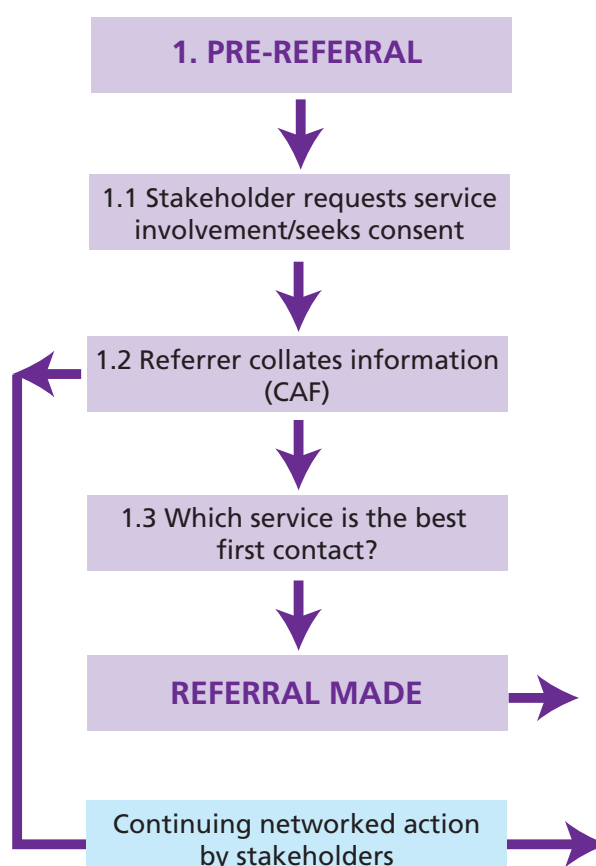 1. PRE-REFERRAL
1.1 Stakeholder requests service
involvement/seeks consent
1.2 Referrer collates information
(CAF)
1.3 Which service is the best
first contact?
REFERRAL MADE
Continuing networked action
by stakeholders